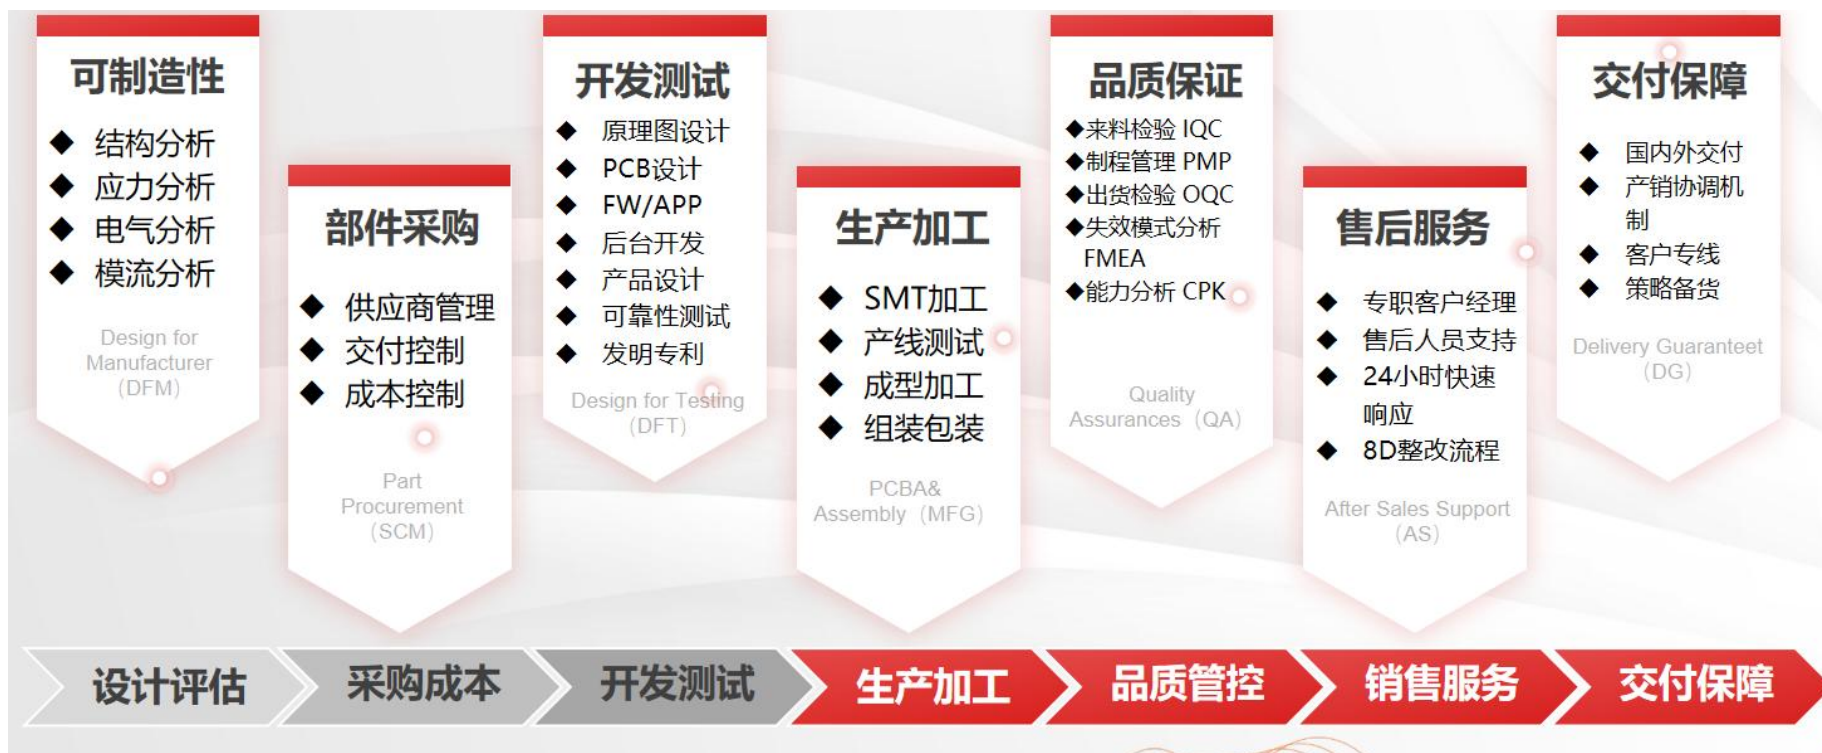 可制造性
◆ 结构分析
◆ 应力分析
◆ 电气分析
◆ 模流分析
Design for
Manufacturer
（DFM）
部件采购
◆ 供应商管理
◆ 交付控制
◆ 成本控制
Part
Procurement
（SCM）
开发测试
◆ 原理图设计
◆ PCB设计
◆ FW/APP
◆ 后台开发
◆ 产品设计
◆ 可靠性测试
◆ 发明专利
Design for Testing
（DFT）
生产加工
◆ SMT加工
◆ 产线测试
◆ 成型加工
◆ 组装包装
PCBA&
Assembly（MFG）
品质保证
◆来料检验 IQC
◆制程管理 PMP
◆出货检验 OQC
◆失效模式分析
FMEA
◆能力分析 CPK
Quality
Assurances（QA）
售后服务
◆ 专职客户经理
◆ 售后人员支持
◆ 24小时快速
响应
◆ 8D整改流程
After Sales Support
（AS）
交付保障
◆ 国内外交付
◆ 产销协调机
制
◆ 客户专线
◆ 策略备货
Delivery Guaranteet
（DG）
设计评估
采购成本
开发测试
生产加工
品质管控
销售服务
交付保障